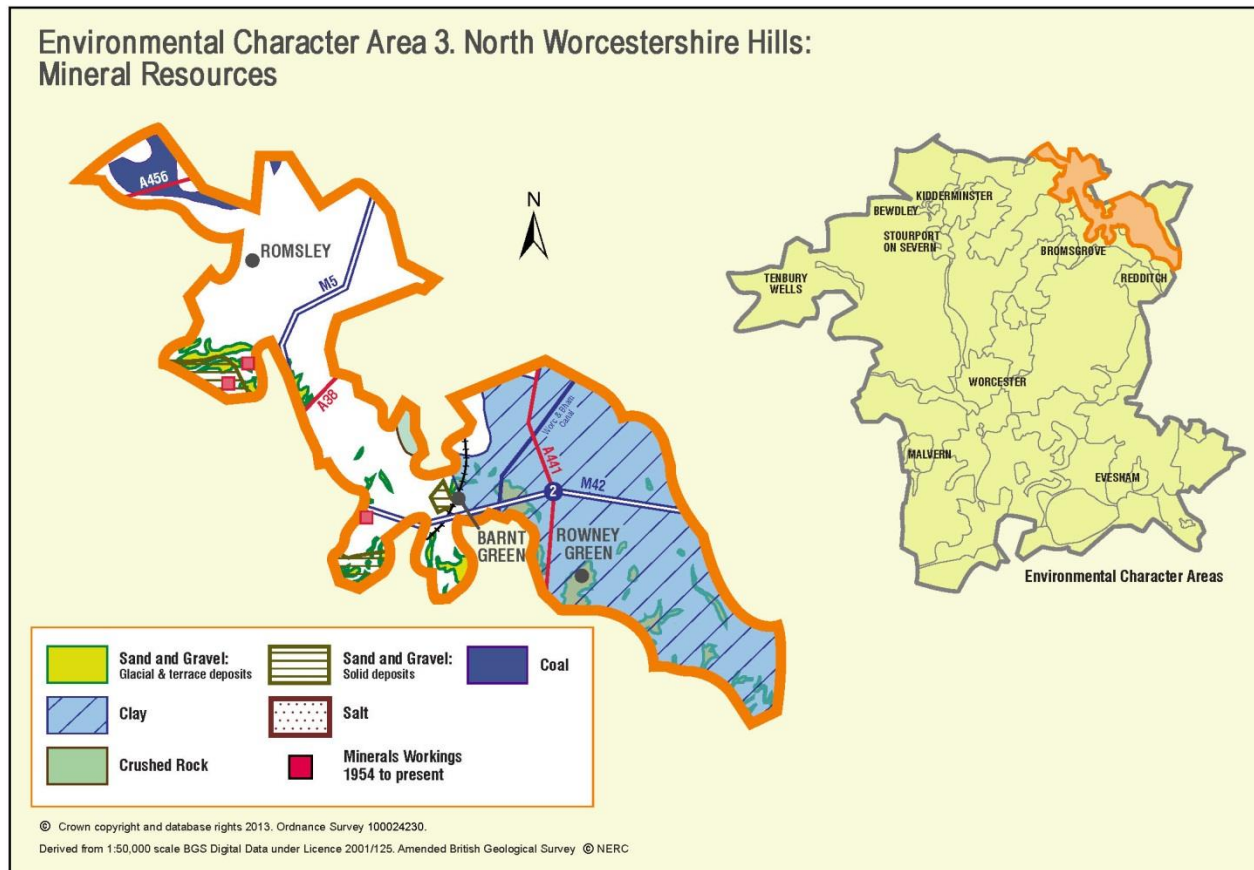 Environmental Character Area 3. North Worcestershire Hills:
Mineral Resources
A456
ROMSLEY
M5
N
A38
Worc & Bham
Canal
A441
2
M42
BARNT
GREEN
ROWNEY
GREEN
KIDDERMINSTER
BEWDLEY
STOURPORT
ON SEVERN
BROMSGROVE
TENBURY
WELLS
REDDITCH
WORCESTER
MALVERN
EVESHAM
Environmental Character Areas
Sand and Gravel:
Glacial & terrace deposits
Sand and Gravel:
Solid deposits
Coal
Clay
Salt
Crushed Rock
Minerals Workings
1954 to present
© Crown copyright and database rights 2013. Ordnance Survey 100024230.
Derived from 1:50,000 scale BGS Digital Data under Licence 2001/125. Amended British Geological Survey © NERC